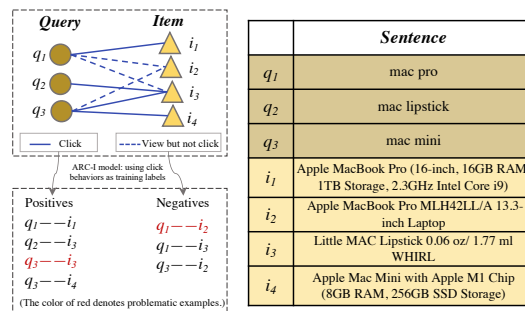 Query Item
q1 i1
q2 i2
q3 i3
i4
Click View but not click
ARC-I model: using click
behaviors as training labels
Positives
q1——i1
q2——i3
q3——i3
q3——i4
Negatives
q1——i2
q1——i3
q3——i2
(The color of red denotes problematic examples.)
Sentence
q1 mac pro
q2 mac lipstick
q3 mac mini
i1 Apple MacBook Pro (16-inch, 16GB RAM,
1TB Storage, 2.3GHz Intel Core i9)
i2 Apple MacBook Pro MLH42LL/A 13.3-
inch Laptop
i3 Little MAC Lipstick 0.06 oz/ 1.77 ml
WHIRL
i4 Apple Mac Mini with Apple M1 Chip
(8GB RAM, 256GB SSD Storage)